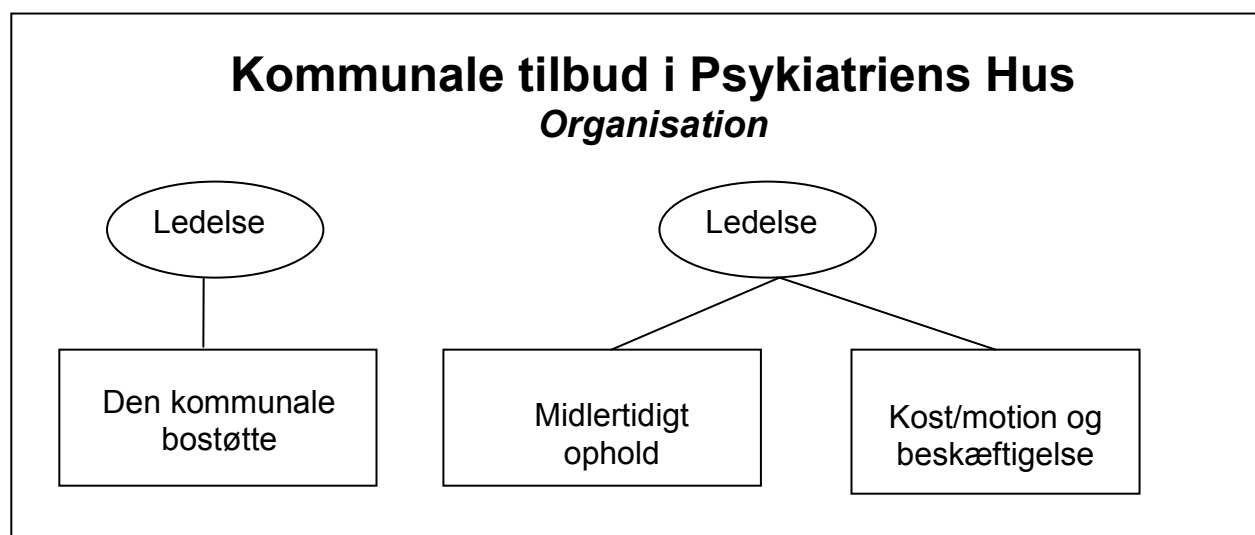 Kommunale tilbud i Psykiatriens Hus
Organisation
Ledelse
Ledelse
Den kommunale
bostøtte
Midlertidigt
ophold
Kost/motion og
beskæftigelse